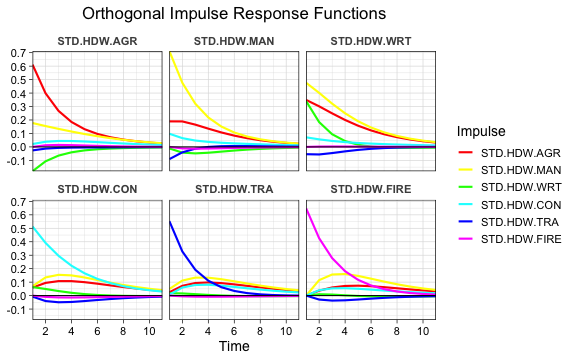 Orthogonal Impulse Response Functions
STD.HDW.AGR STD.HDW.MAN STD.HDW.WRT
0.7
0.6
0.5
0.4
0.3
0.2
0.1
0.0
-0.1
STD.HDW.CON STD.HDW.TRA STD.HDW.FIRE
0.7
0.6
0.5
0.4
0.3
0.2
0.1
0.0
-0.1
2 4 6 8 10 2 4 6 8 10 2 4 6 8 10
Time
Impulse
STD.HDW.AGR
STD.HDW.MAN
STD.HDW.WRT
STD.HDW.CON
STD.HDW.TRA
STD.HDW.FIRE